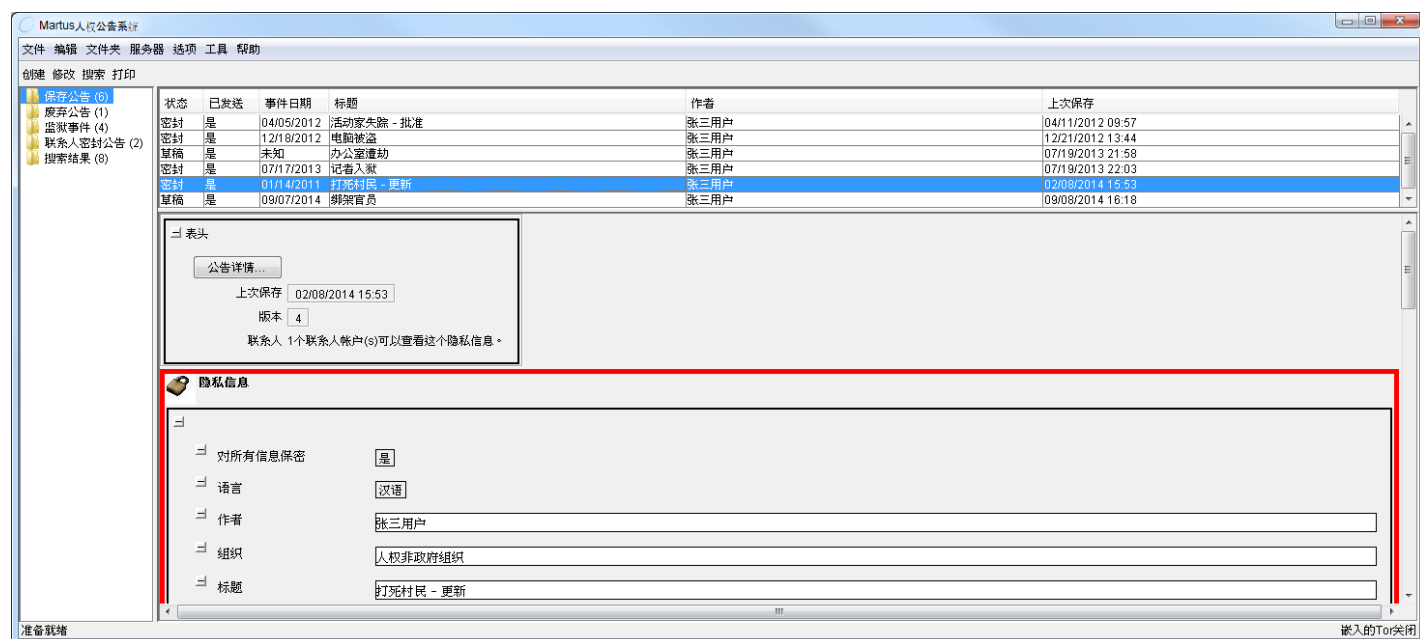 Martus人权公告系统
文件 编辑 文件夹 服务器 选项 工具 帮助
创建 修改 搜索 打印
保存公告 (6)
废弃公告 (1)
监狱事件 (4)
联系人密封公告 (2)
搜索结果 (8)
状态 已发送 事件日期 标题 作者 上次保存
密封 是 04/05/2012 活动家失踪 - 批准 张三用户 04/11/2012 09:57
密封 是 12/18/2012 电脑被盗 张三用户 12/21/2012 13:44
草稿 是 未知 办公室遭劫 张三用户 07/19/2013 21:58
密封 是 07/17/2013 记者入狱 张三用户 07/19/2013 22:03
密封 是 01/14/2011 打死村民 - 更新 张三用户 02/08/2014 15:53
草稿 是 09/07/2014 绑架官员 张三用户 09/08/2014 16:18
表头
公告详情...
上次保存 02/08/2014 15:53
版本 4
联系人 1个联系人帐户(s)可以查看这个隐私信息。
隐私信息
对所有信息保密 是
语言 汉语
作者 张三用户
组织 人权非政府组织
标题 打死村民 - 更新
准备就绪 嵌入的Tor关闭